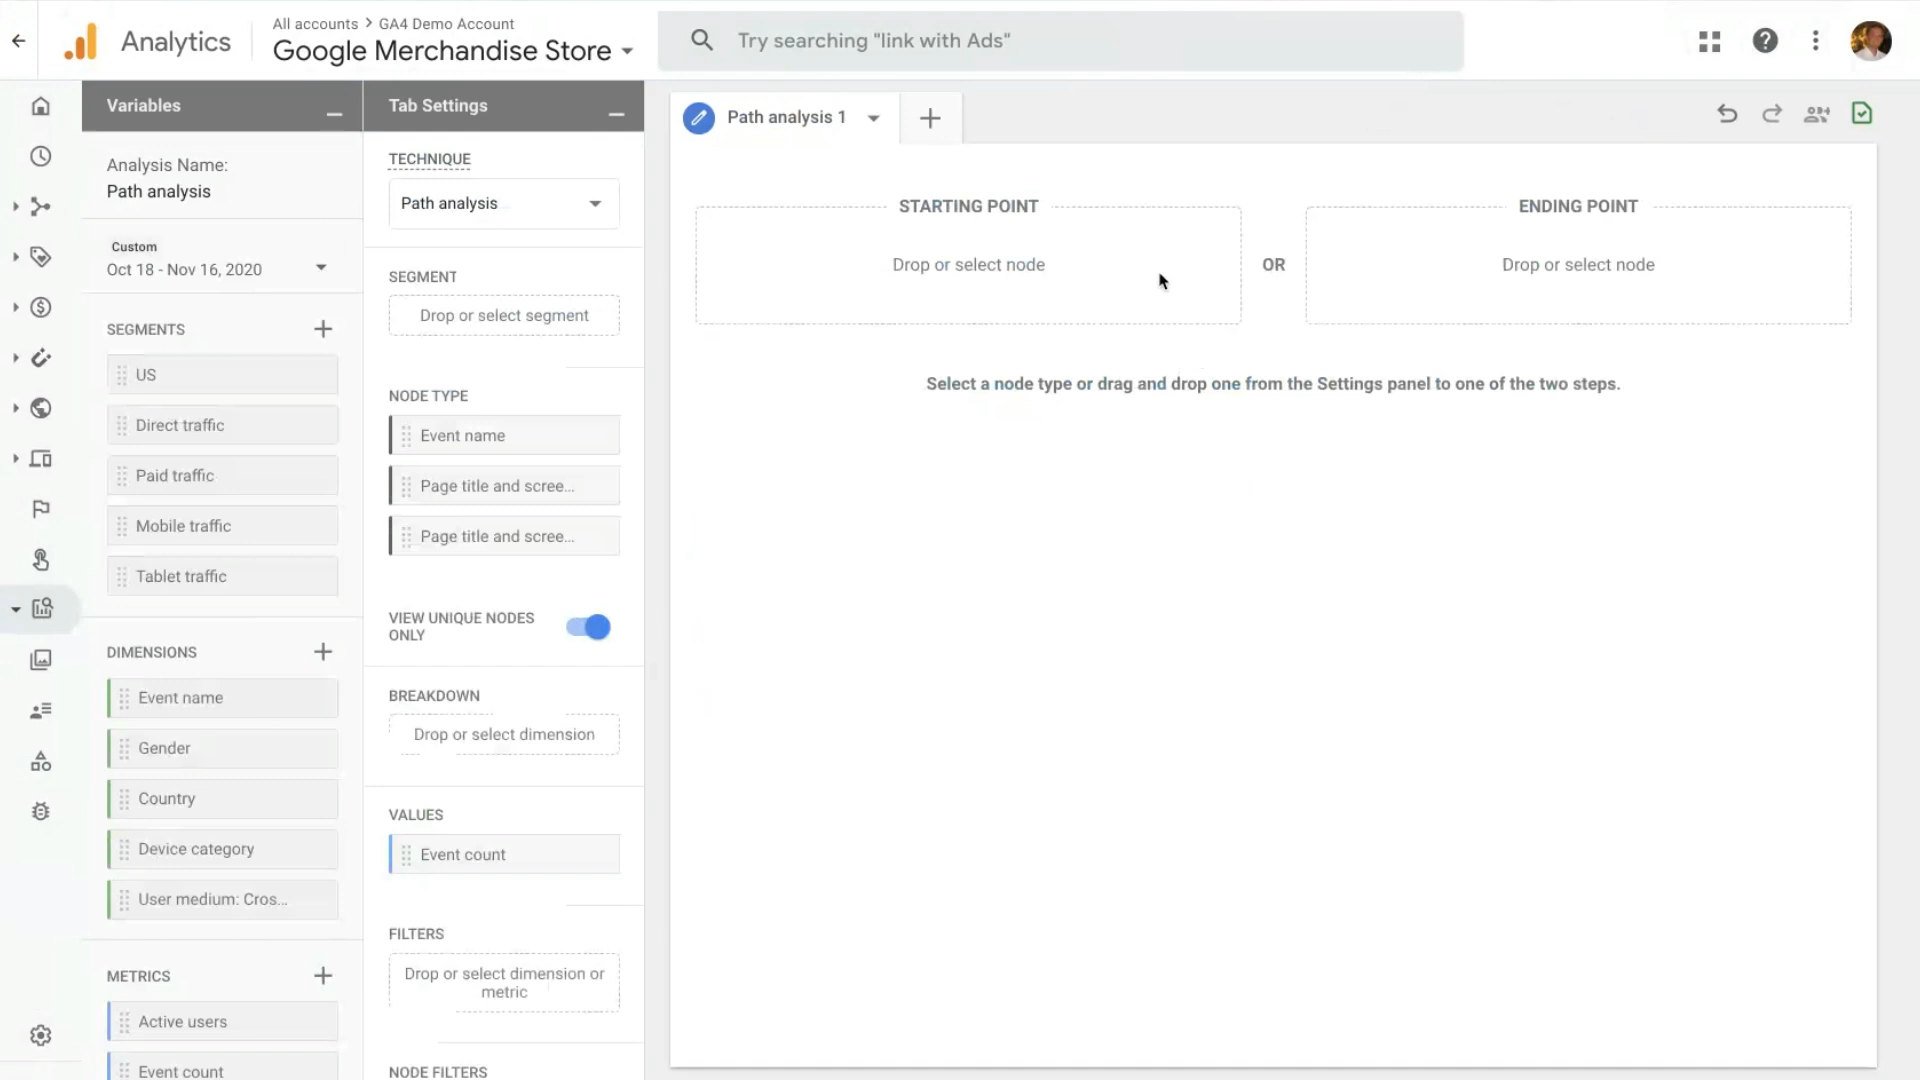 All accounts > GA4 Demo Account
Analytics
Google Merchandise Store
Try searching "link with Ads"
Variables
Analysis Name:
Path analysis
Custom
Oct 18 - Nov 16, 2020
SEGMENTS
US
Direct traffic
Paid traffic
Mobile traffic
Tablet traffic
DIMENSIONS
Event name
Gender
Country
Device category
User medium: Cros...
METRICS
Active users
Event count
Tab Settings
TECHNIQUE
Path analysis
SEGMENT
Drop or select segment
NODE TYPE
Event name
Page title and scree...
Page title and scree...
VIEW UNIQUE NODES
ONLY
BREAKDOWN
Drop or select dimension
VALUES
Event count
FILTERS
Drop or select dimension or
metric
NODE FILTERS
Path analysis 1
STARTING POINT
Drop or select node
OR
ENDING POINT
Drop or select node
Select a node type or drag and drop one from the Settings panel to one of the two steps.